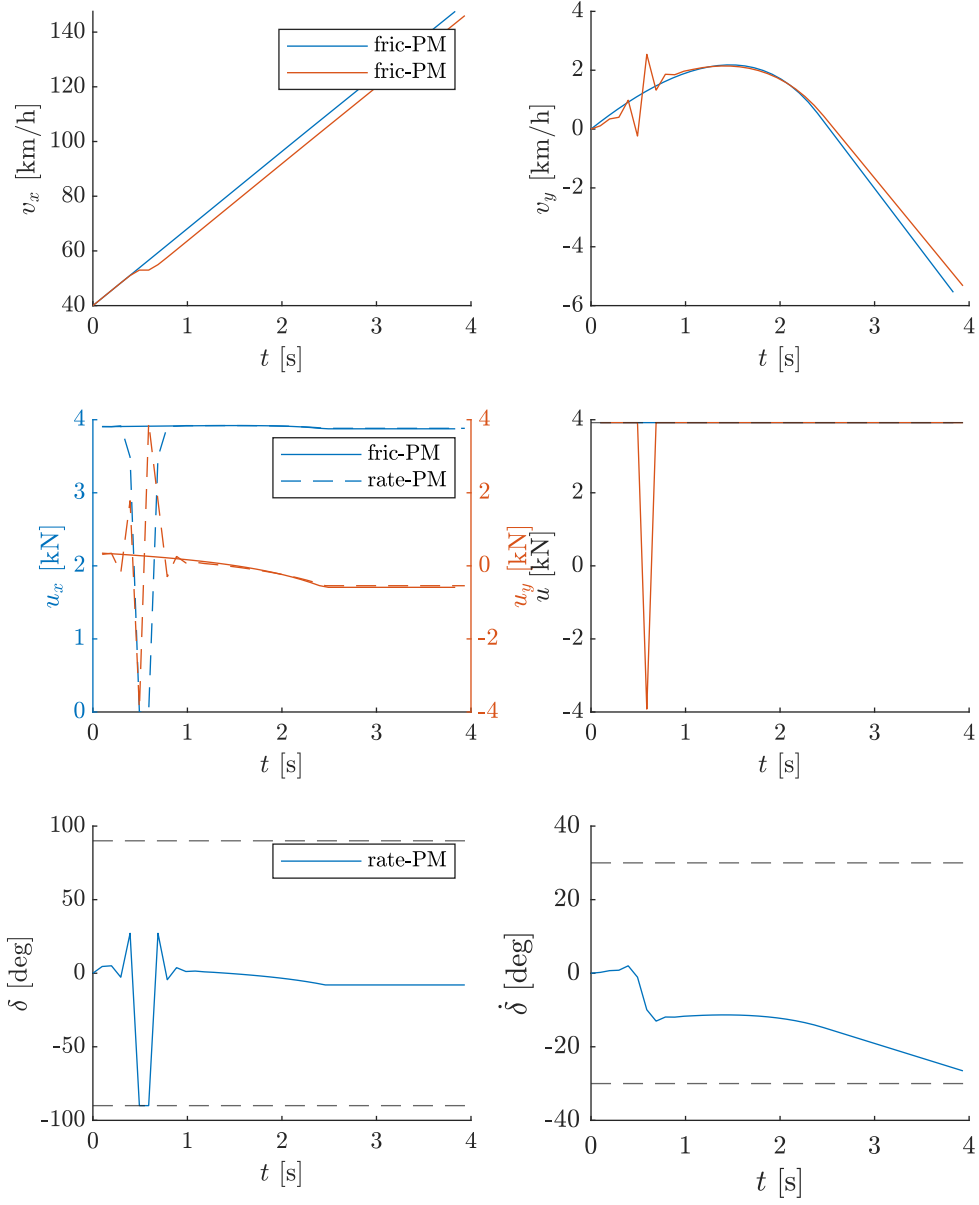 140
120
100
80
60
40
v_x [km/h]
fric-PM
fric-PM
0 1 2 3 4
t [s]
4
2
0
-2
-4
-6
v_y [km/h]
0 1 2 3 4
t [s]
4
3
2
1
0
u_x [kN]
fric-PM
rate-PM
4
2
0
-2
-4
u_y [kN]
0 1 2 3 4
t [s]
4
2
0
-2
-4
u [kN]
0 1 2 3 4
t [s]
100
50
0
-50
-100
δ [deg]
rate-PM
0 1 2 3 4
t [s]
40
20
0
-20
-40
δ̇ [deg]
0 1 2 3 4
t [s]